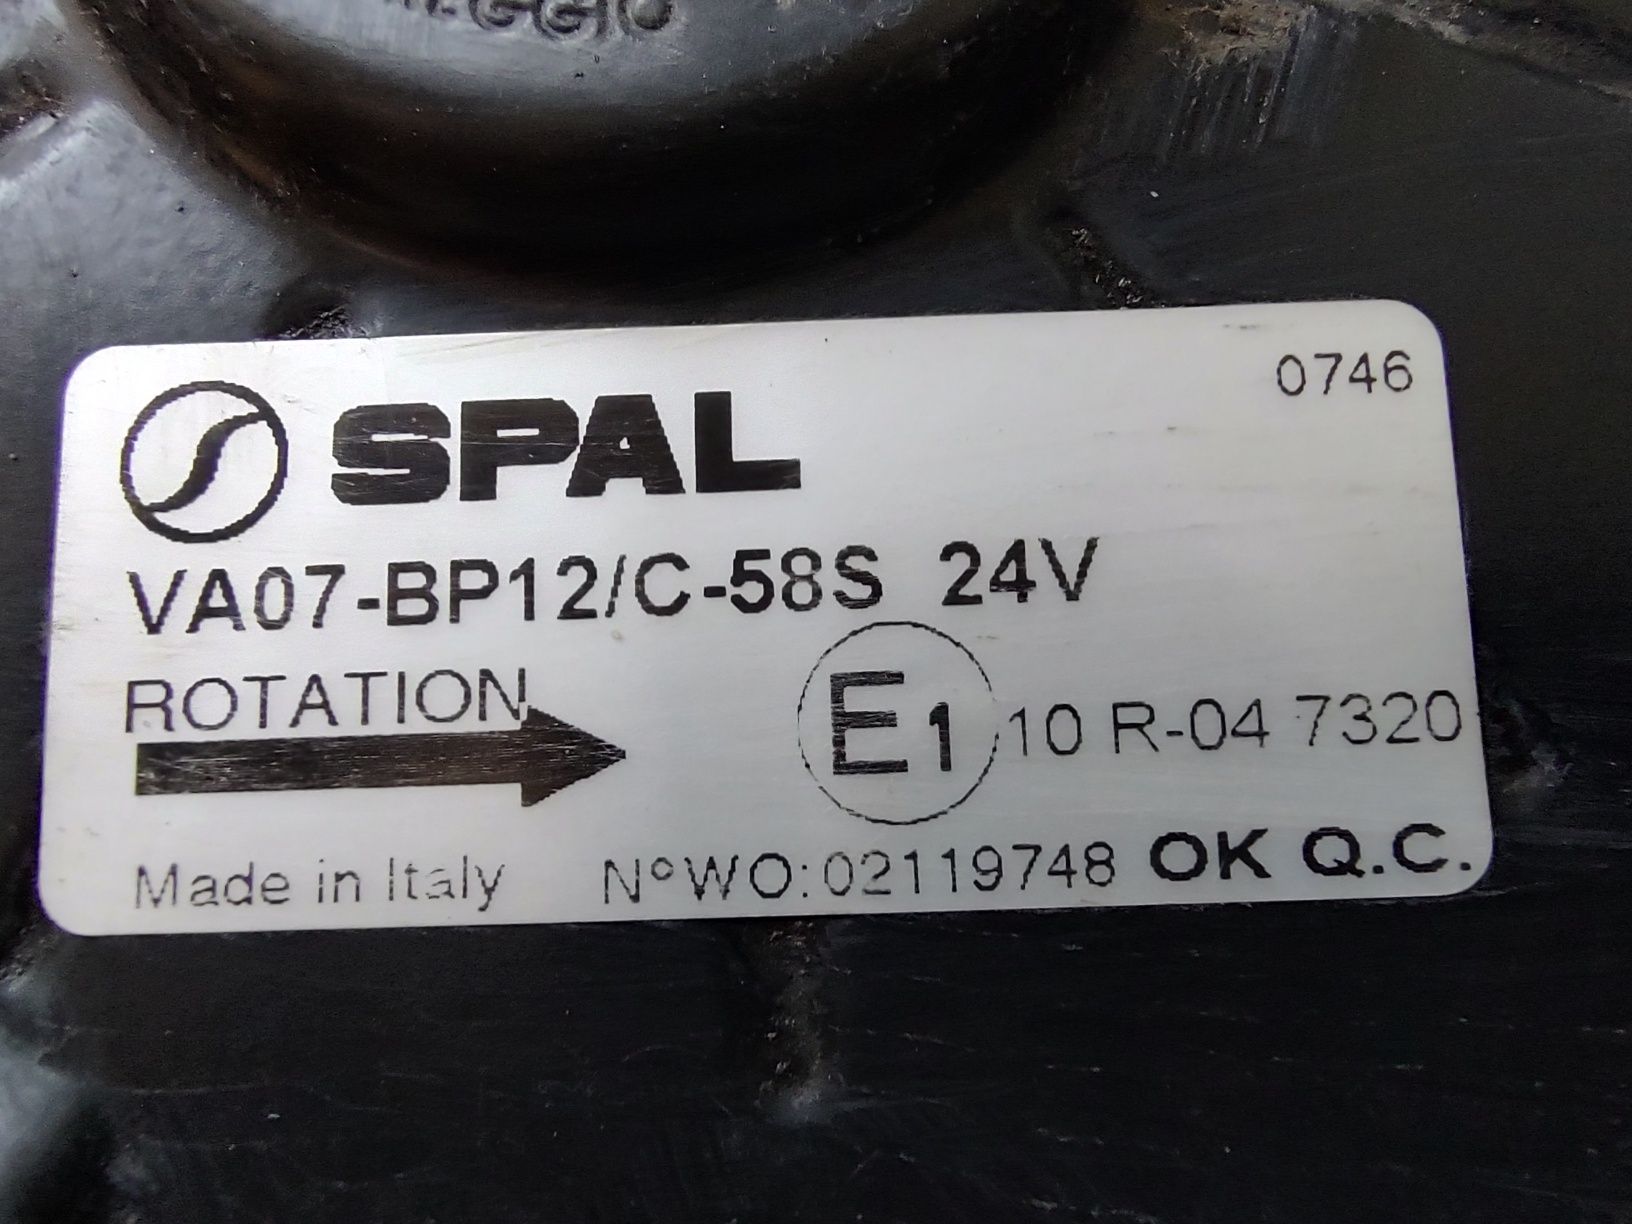 0746
SPAL
VA07-BP12/C-58S 24V
ROTATION
E1 10 R-04 7320
Made in Italy N°WO:02119748 OK Q.C.